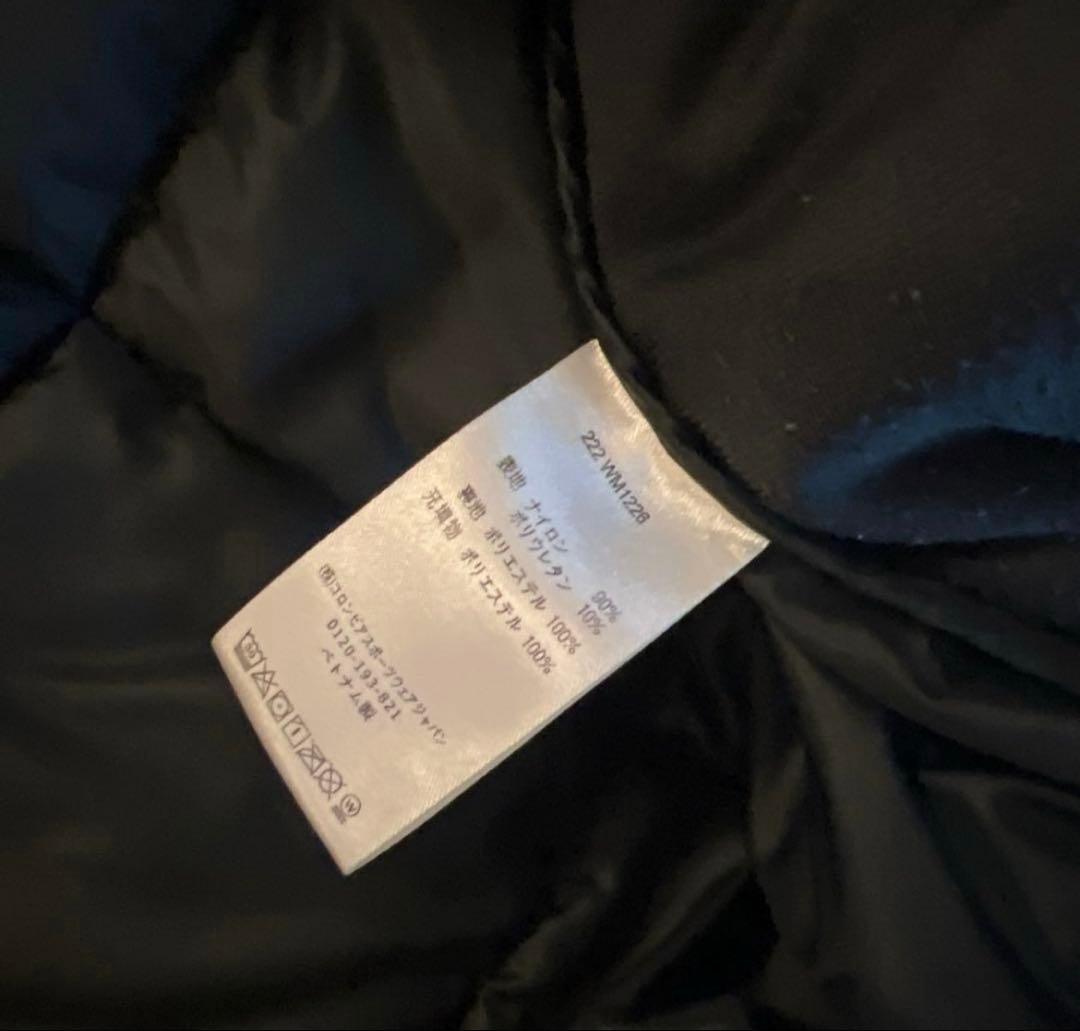 222 WM1226
表地 ナイロン 90%
ポリウレタン 10%
裏地 ポリエステル 100%
充填物 ポリエステル 100%
(株)コロンビアスポーツウェアジャパン
0120-193-821
ベトナム製
W